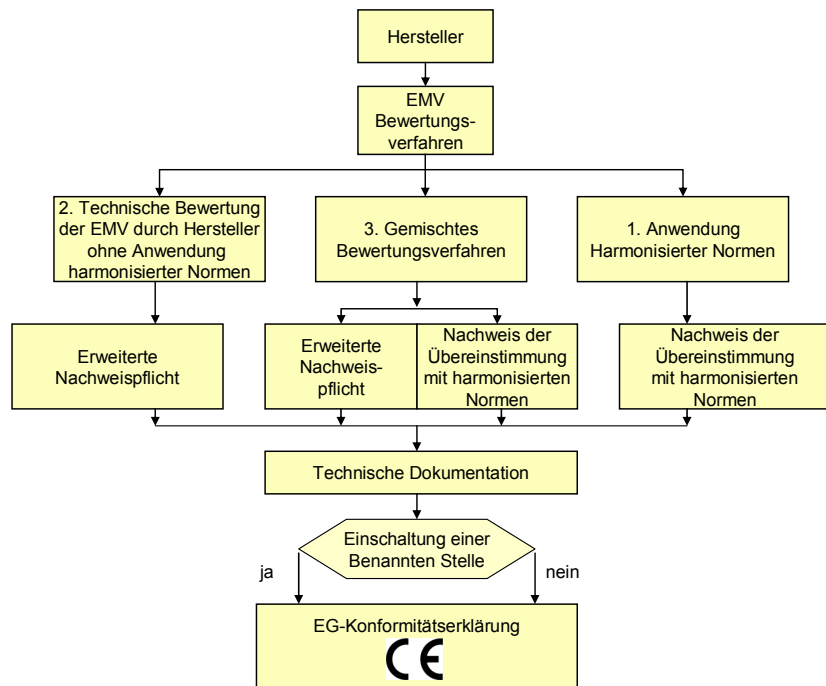 Hersteller
EMV
Bewertungs-
verfahren
2. Technische Bewertung
der EMV durch Hersteller
ohne Anwendung
harmonisierter Normen
3. Gemischtes
Bewertungsverfahren
1. Anwendung
Harmonisierter Normen
Erweiterte
Nachweispflicht
Erweiterte
Nachweis-
pflicht
Nachweis der
Übereinstimmung
mit harmonisierten
Normen
Nachweis der
Übereinstimmung
mit harmonisierten
Normen
Technische Dokumentation
Einschaltung einer
Benannten Stelle
ja
nein
EG-Konformitätserklärung
CE